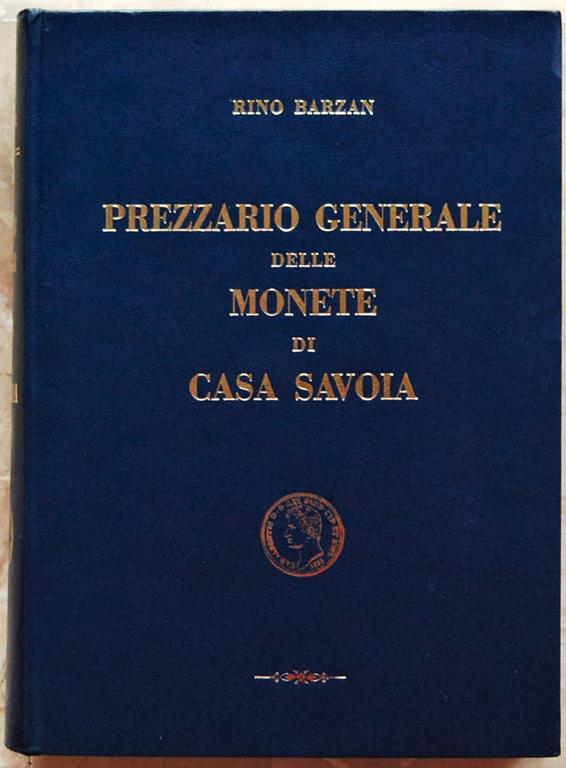 RINO BARZAN
PREZZARIO GENERALE
DELLE
MONETE
DI
CASA SAVOIA